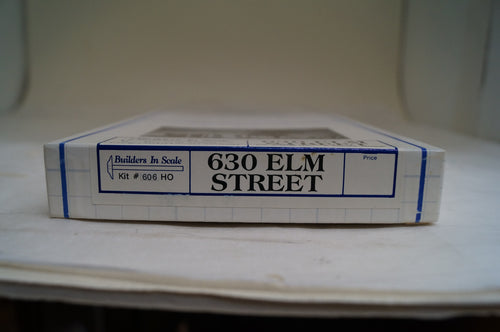 Builders In Scale
Kit # 606 HO
630 ELM
STREET
Price